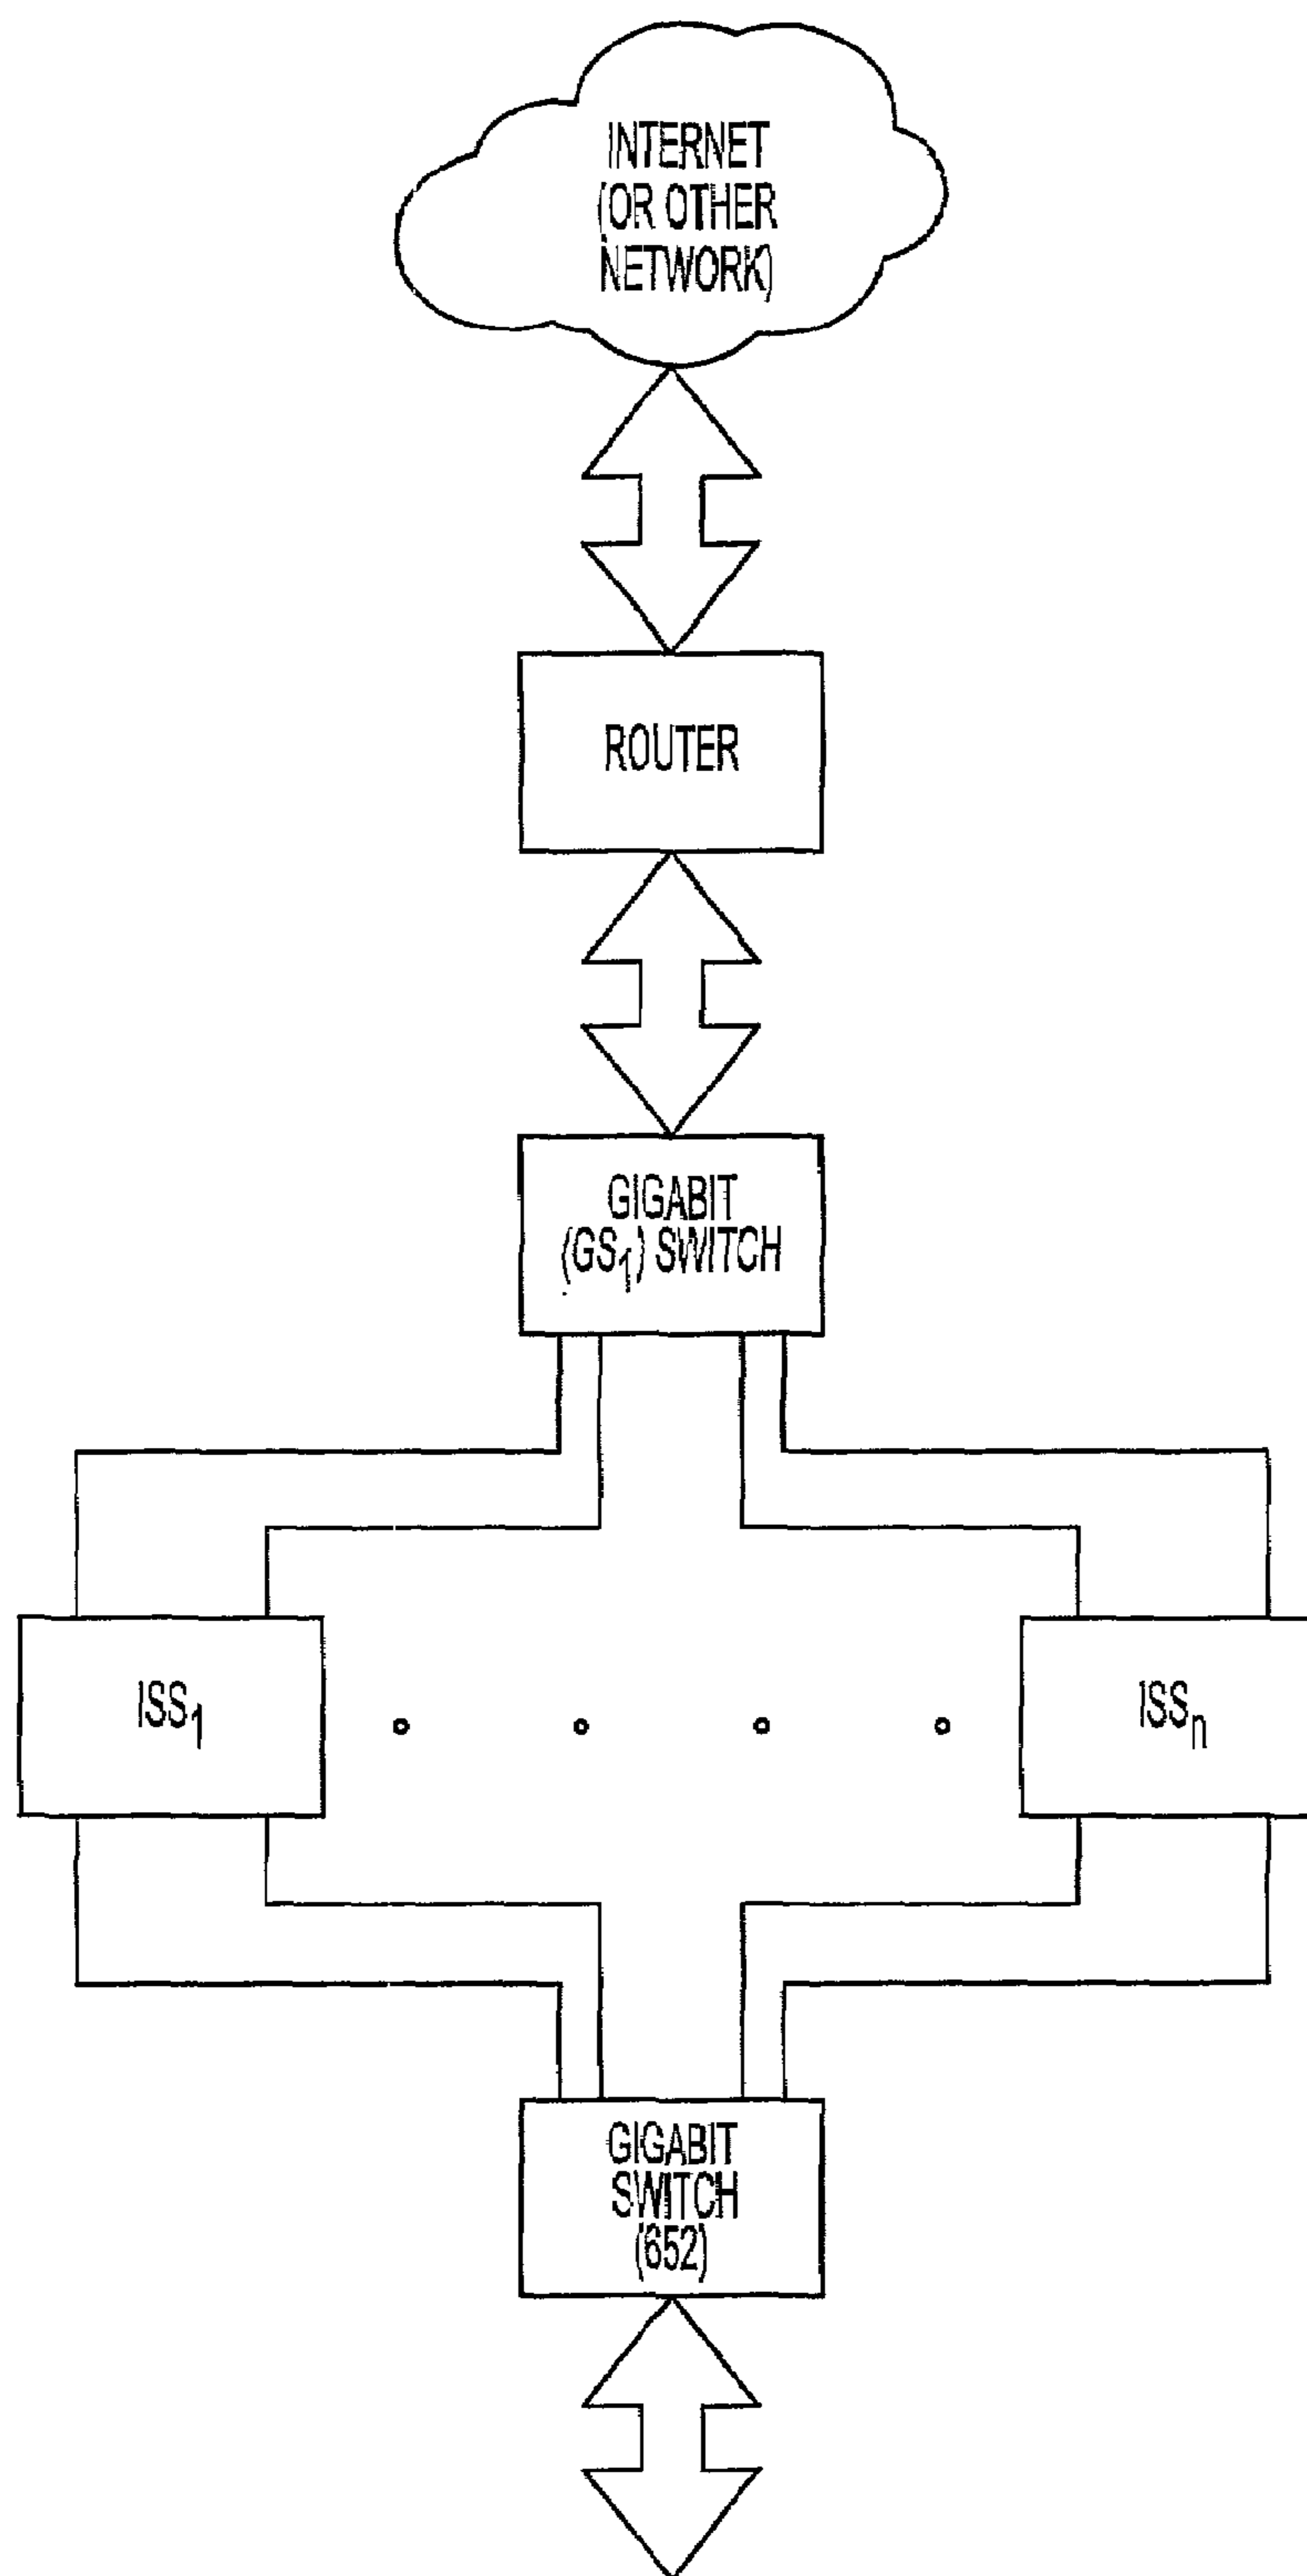 INTERNET
(OR OTHER
NETWORK)
ROUTER
GIGABIT
(GS1) SWITCH
ISS1
ISSn
GIGABIT
SWITCH
(652)